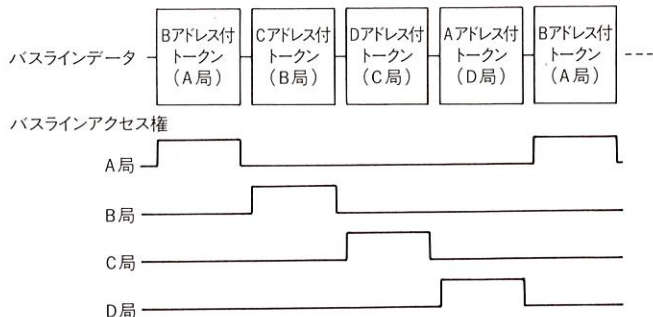 Bアドレス付 Cアドレス付 Dアドレス付 Aアドレス付 Bアドレス付
バスラインデータ トークン トークン トークン トークン トークン
(A局) (B局) (C局) (D局) (A局)
バスラインアクセス権
A局
B局
C局
D局